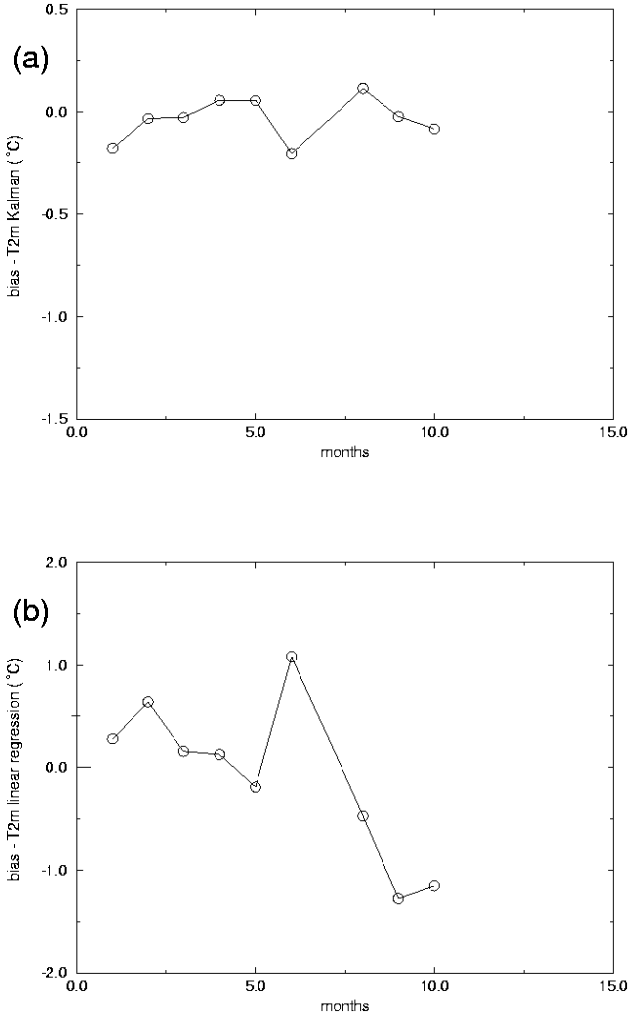 (a)
0.5
0.0
-0.5
-1.0
-1.5
bias - T2m Kalman (°C)
0.0 5.0 10.0 15.0
months
(b)
2.0
1.0
0.0
-1.0
-2.0
bias - T2m linear regression (°C)
0.0 5.0 10.0 15.0
months